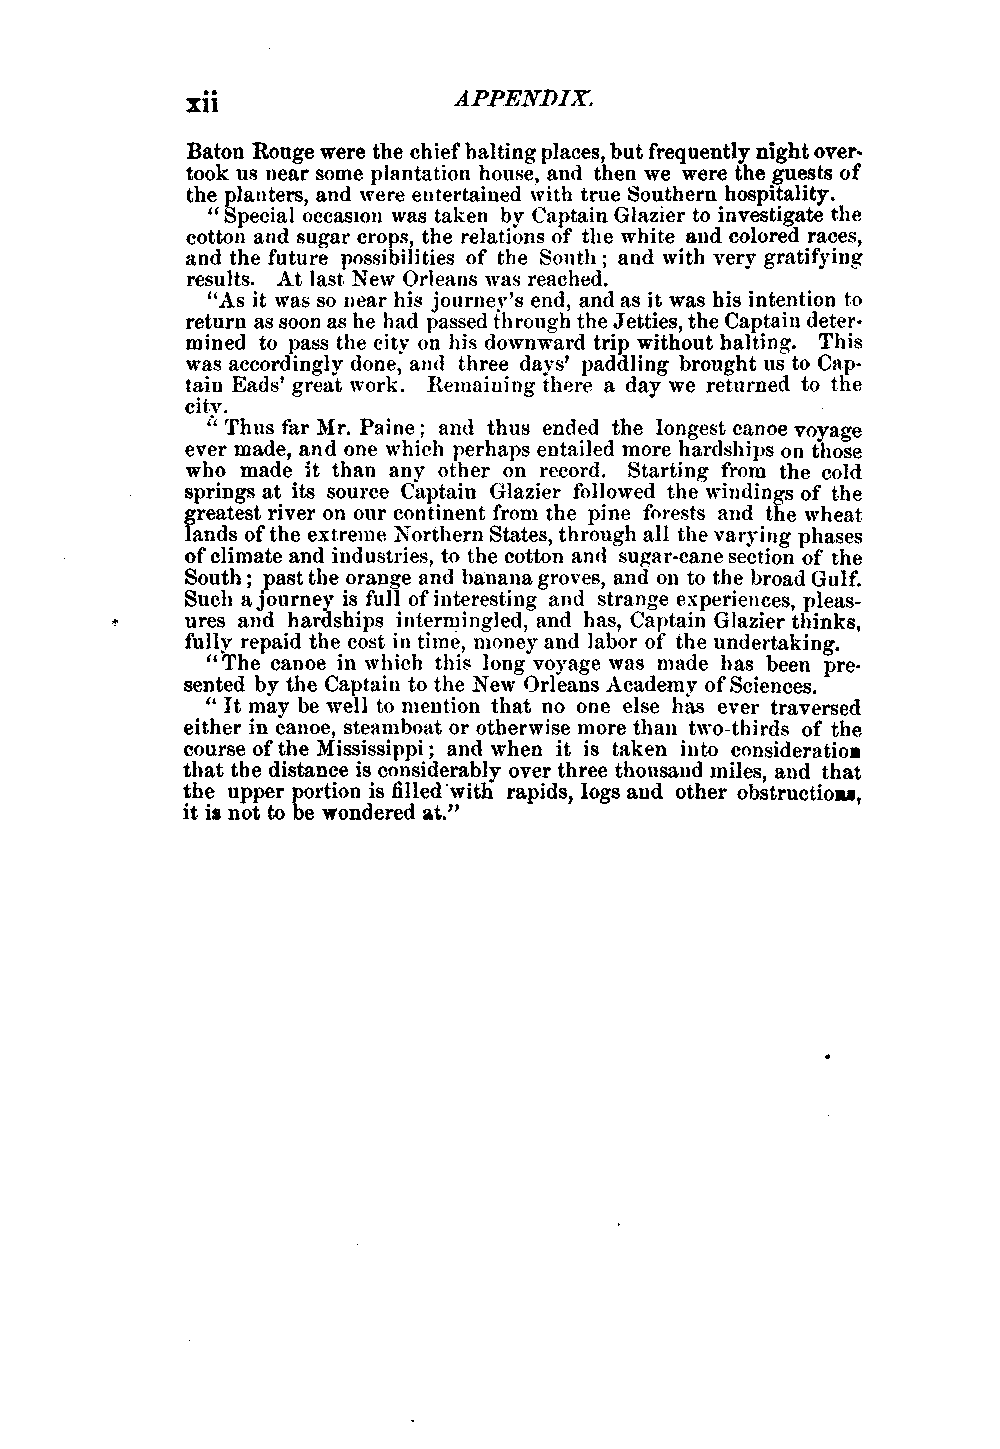 xii APPENDIX.
Baton Rouge were the chief halting places, but frequently night over-
took us near some plantation house, and then we were the guests of
the planters, and were entertained with true Southern hospitality.
"Special occasion was taken by Captain Glazier to investigate the
cotton and sugar crops, the relations of the white and colored races,
and the future possibilities of the South; and with very gratifying
results. At last New Orleans was reached.
"As it was so near his journey's end, and as it was his intention to
return as soon as he had passed through the Jetties, the Captain deter-
mined to pass the city on his downward trip without halting. This
was accordingly done, and three days' paddling brought us to Cap-
tain Eads' great work. Remaining there a day we returned to the
city.
"Thus far Mr. Paine; and thus ended the longest canoe voyage
ever made, and one which perhaps entailed more hardships on those
who made it than any other on record. Starting from the cold
springs at its source Captain Glazier followed the windings of the
greatest river on our continent from the pine forests and the wheat
lands of the extreme Northern States, through all the varying phases
of climate and industries, to the cotton and sugar-cane section of the
South; past the orange and banana groves, and on to the broad Gulf.
Such a journey is full of interesting and strange experiences, pleas-
ures and hardships intermingled, and has, Captain Glazier thinks,
fully repaid the cost in time, money and labor of the undertaking.
"The canoe in which this long voyage was made has been pre-
sented by the Captain to the New Orleans Academy of Sciences.
"It may be well to mention that no one else has ever traversed
either in canoe, steamboat or otherwise more than two-thirds of the
course of the Mississippi; and when it is taken into consideration
that the distance is considerably over three thousand miles, and that
the upper portion is filled with rapids, logs and other obstructions,
it is not to be wondered at."